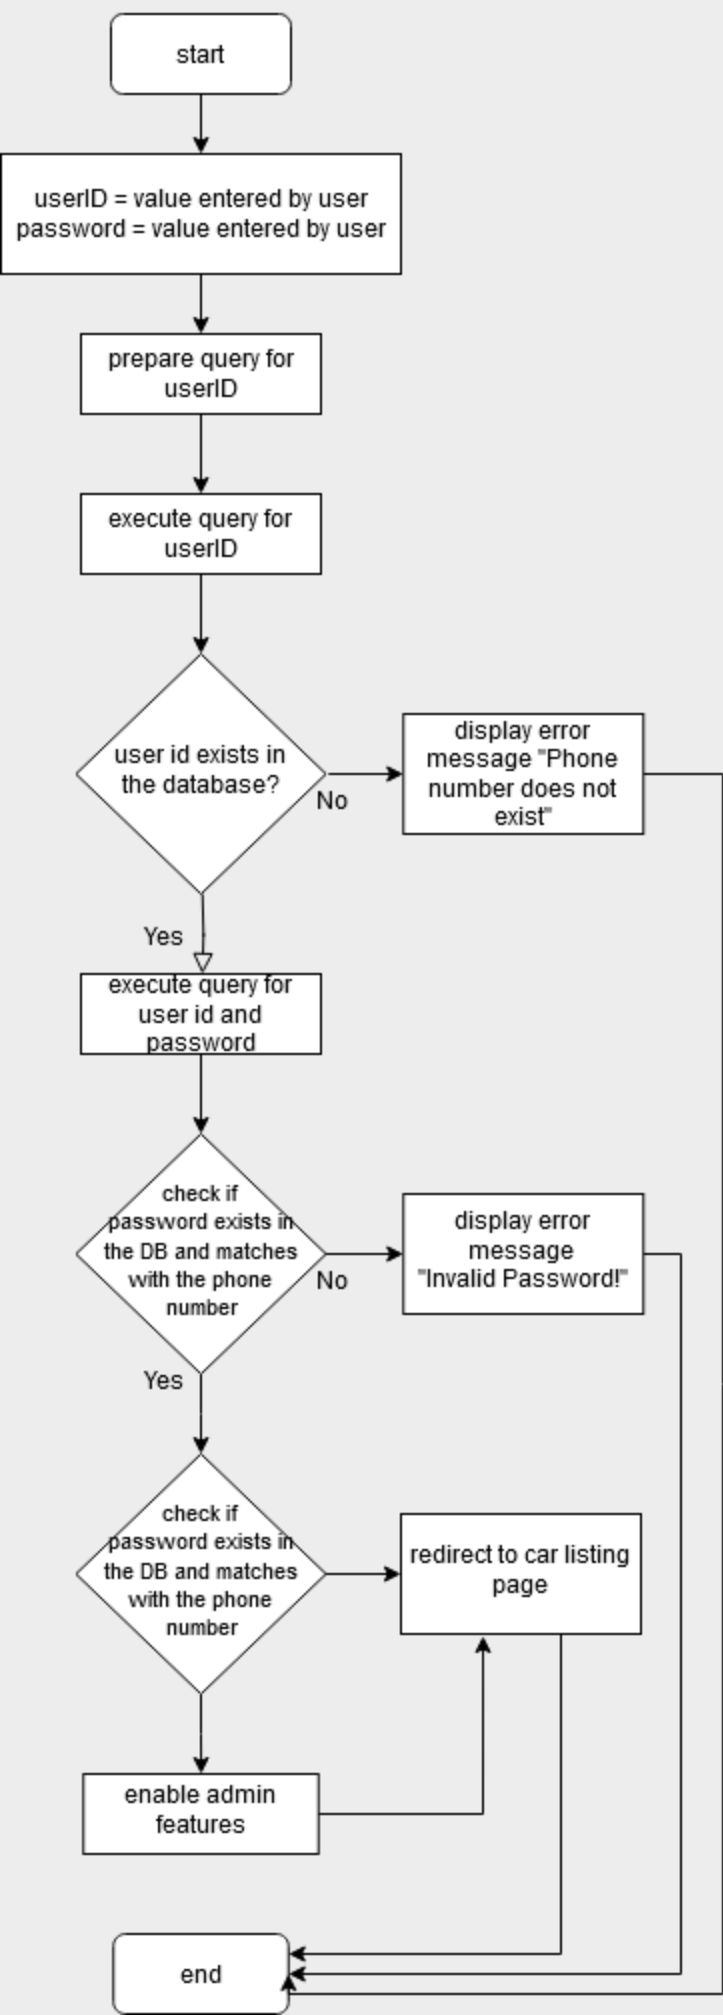 start
userID = value entered by user
password = value entered by user
prepare query for
userID
execute query for
userID
user id exists in
the database?
No
display error
message "Phone
number does not
exist"
Yes
execute query for
user id and
password
check if
password exists in
the DB and matches
with the phone
number
No
display error
message
"Invalid Password!"
Yes
check if
password exists in
the DB and matches
with the phone
number
redirect to car listing
page
enable admin
features
end